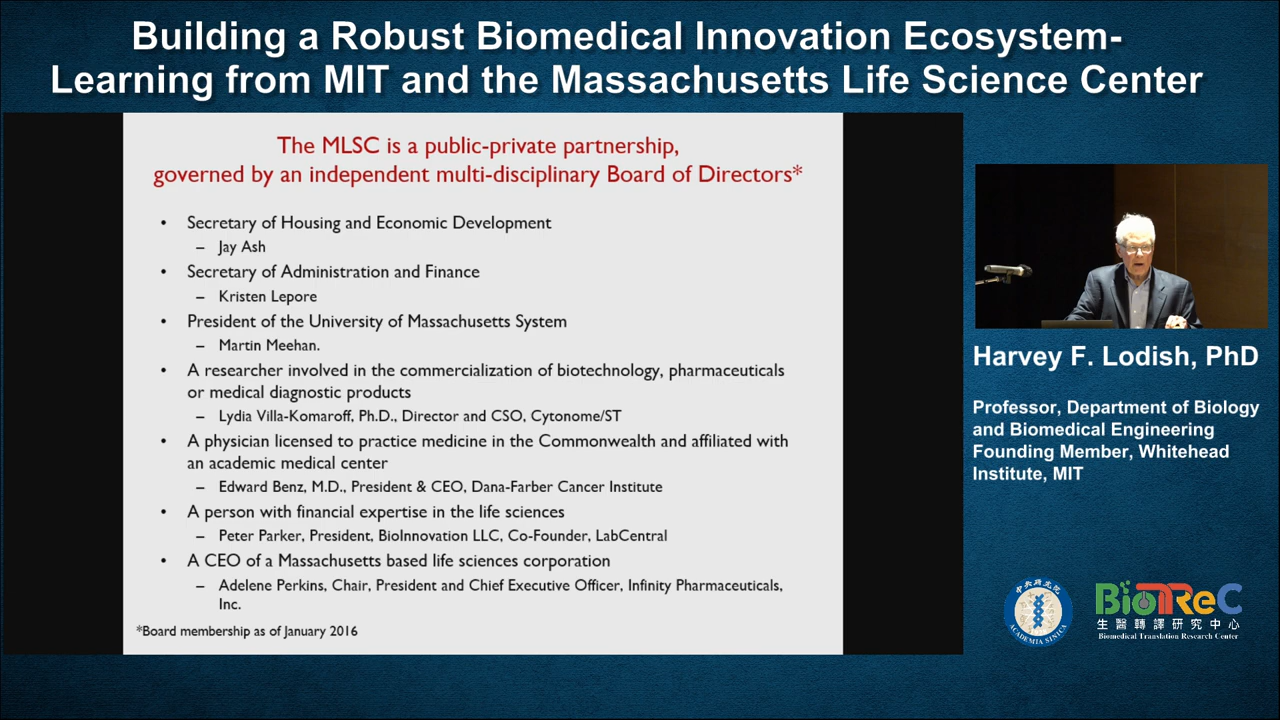 Building a Robust Biomedical Innovation Ecosystem-
Learning from MIT and the Massachusetts Life Science Center
The MLSC is a public-private partnership,
governed by an independent multi-disciplinary Board of Directors*
• Secretary of Housing and Economic Development
– Jay Ash
• Secretary of Administration and Finance
– Kristen Lepore
• President of the University of Massachusetts System
– Martin Meehan.
• A researcher involved in the commercialization of biotechnology, pharmaceuticals
or medical diagnostic products
– Lydia Villa-Komaroff, Ph.D., Director and CSO, Cytonome/ST
• A physician licensed to practice medicine in the Commonwealth and affiliated with
an academic medical center
– Edward Benz, M.D., President & CEO, Dana-Farber Cancer Institute
• A person with financial expertise in the life sciences
– Peter Parker, President, BioInnovation LLC, Co-Founder, LabCentral
• A CEO of a Massachusetts based life sciences corporation
– Adelene Perkins, Chair, President and Chief Executive Officer, Infinity Pharmaceuticals,
Inc.
*Board membership as of January 2016
Harvey F. Lodish, PhD
Professor, Department of Biology
and Biomedical Engineering
Founding Member, Whitehead
Institute, MIT
中央研究院
ACADEMIA SINICA
BioTReC
生醫轉譯研究中心
Biomedical Translation Research Center